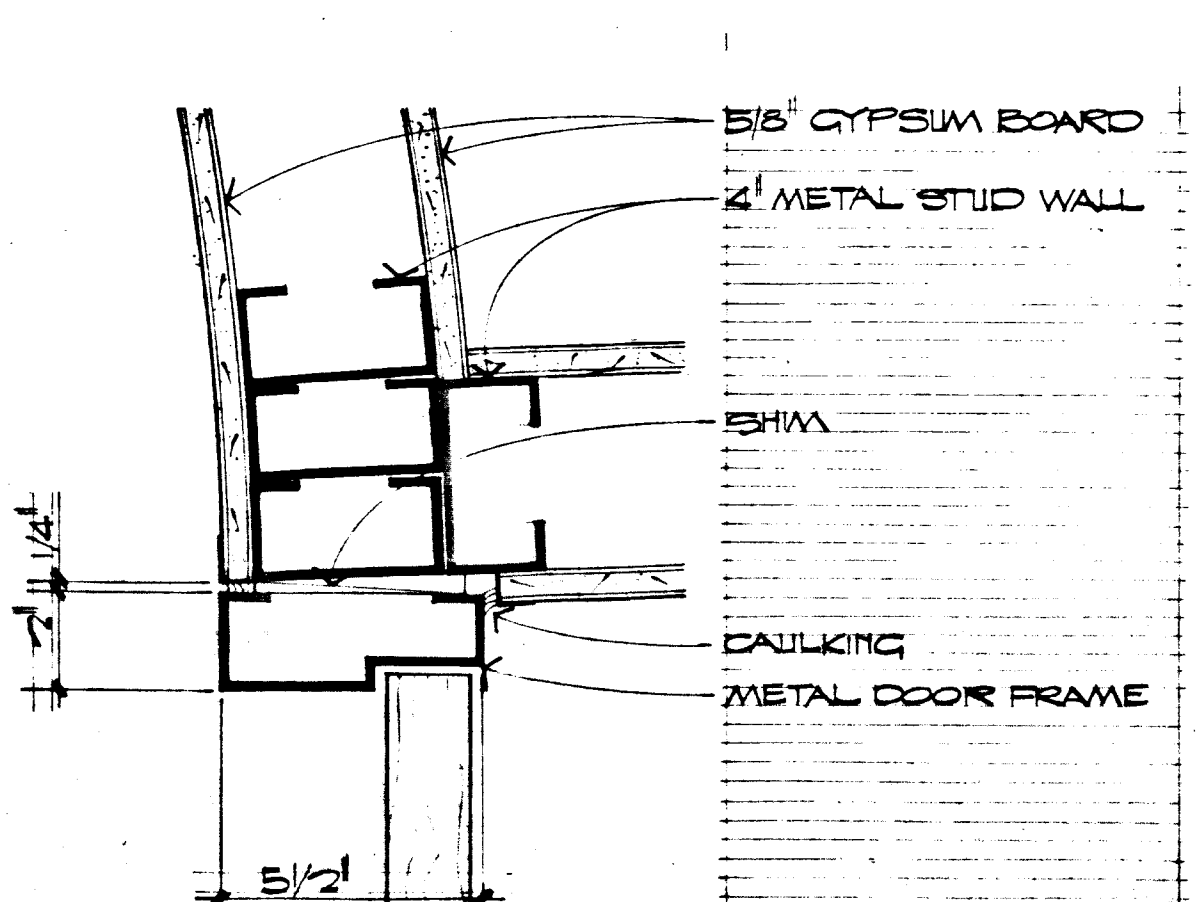 5/8" GYPSUM BOARD
4" METAL STUD WALL
SHIM
1/4"
2"
CAULKING
METAL DOOR FRAME
5 1/2"